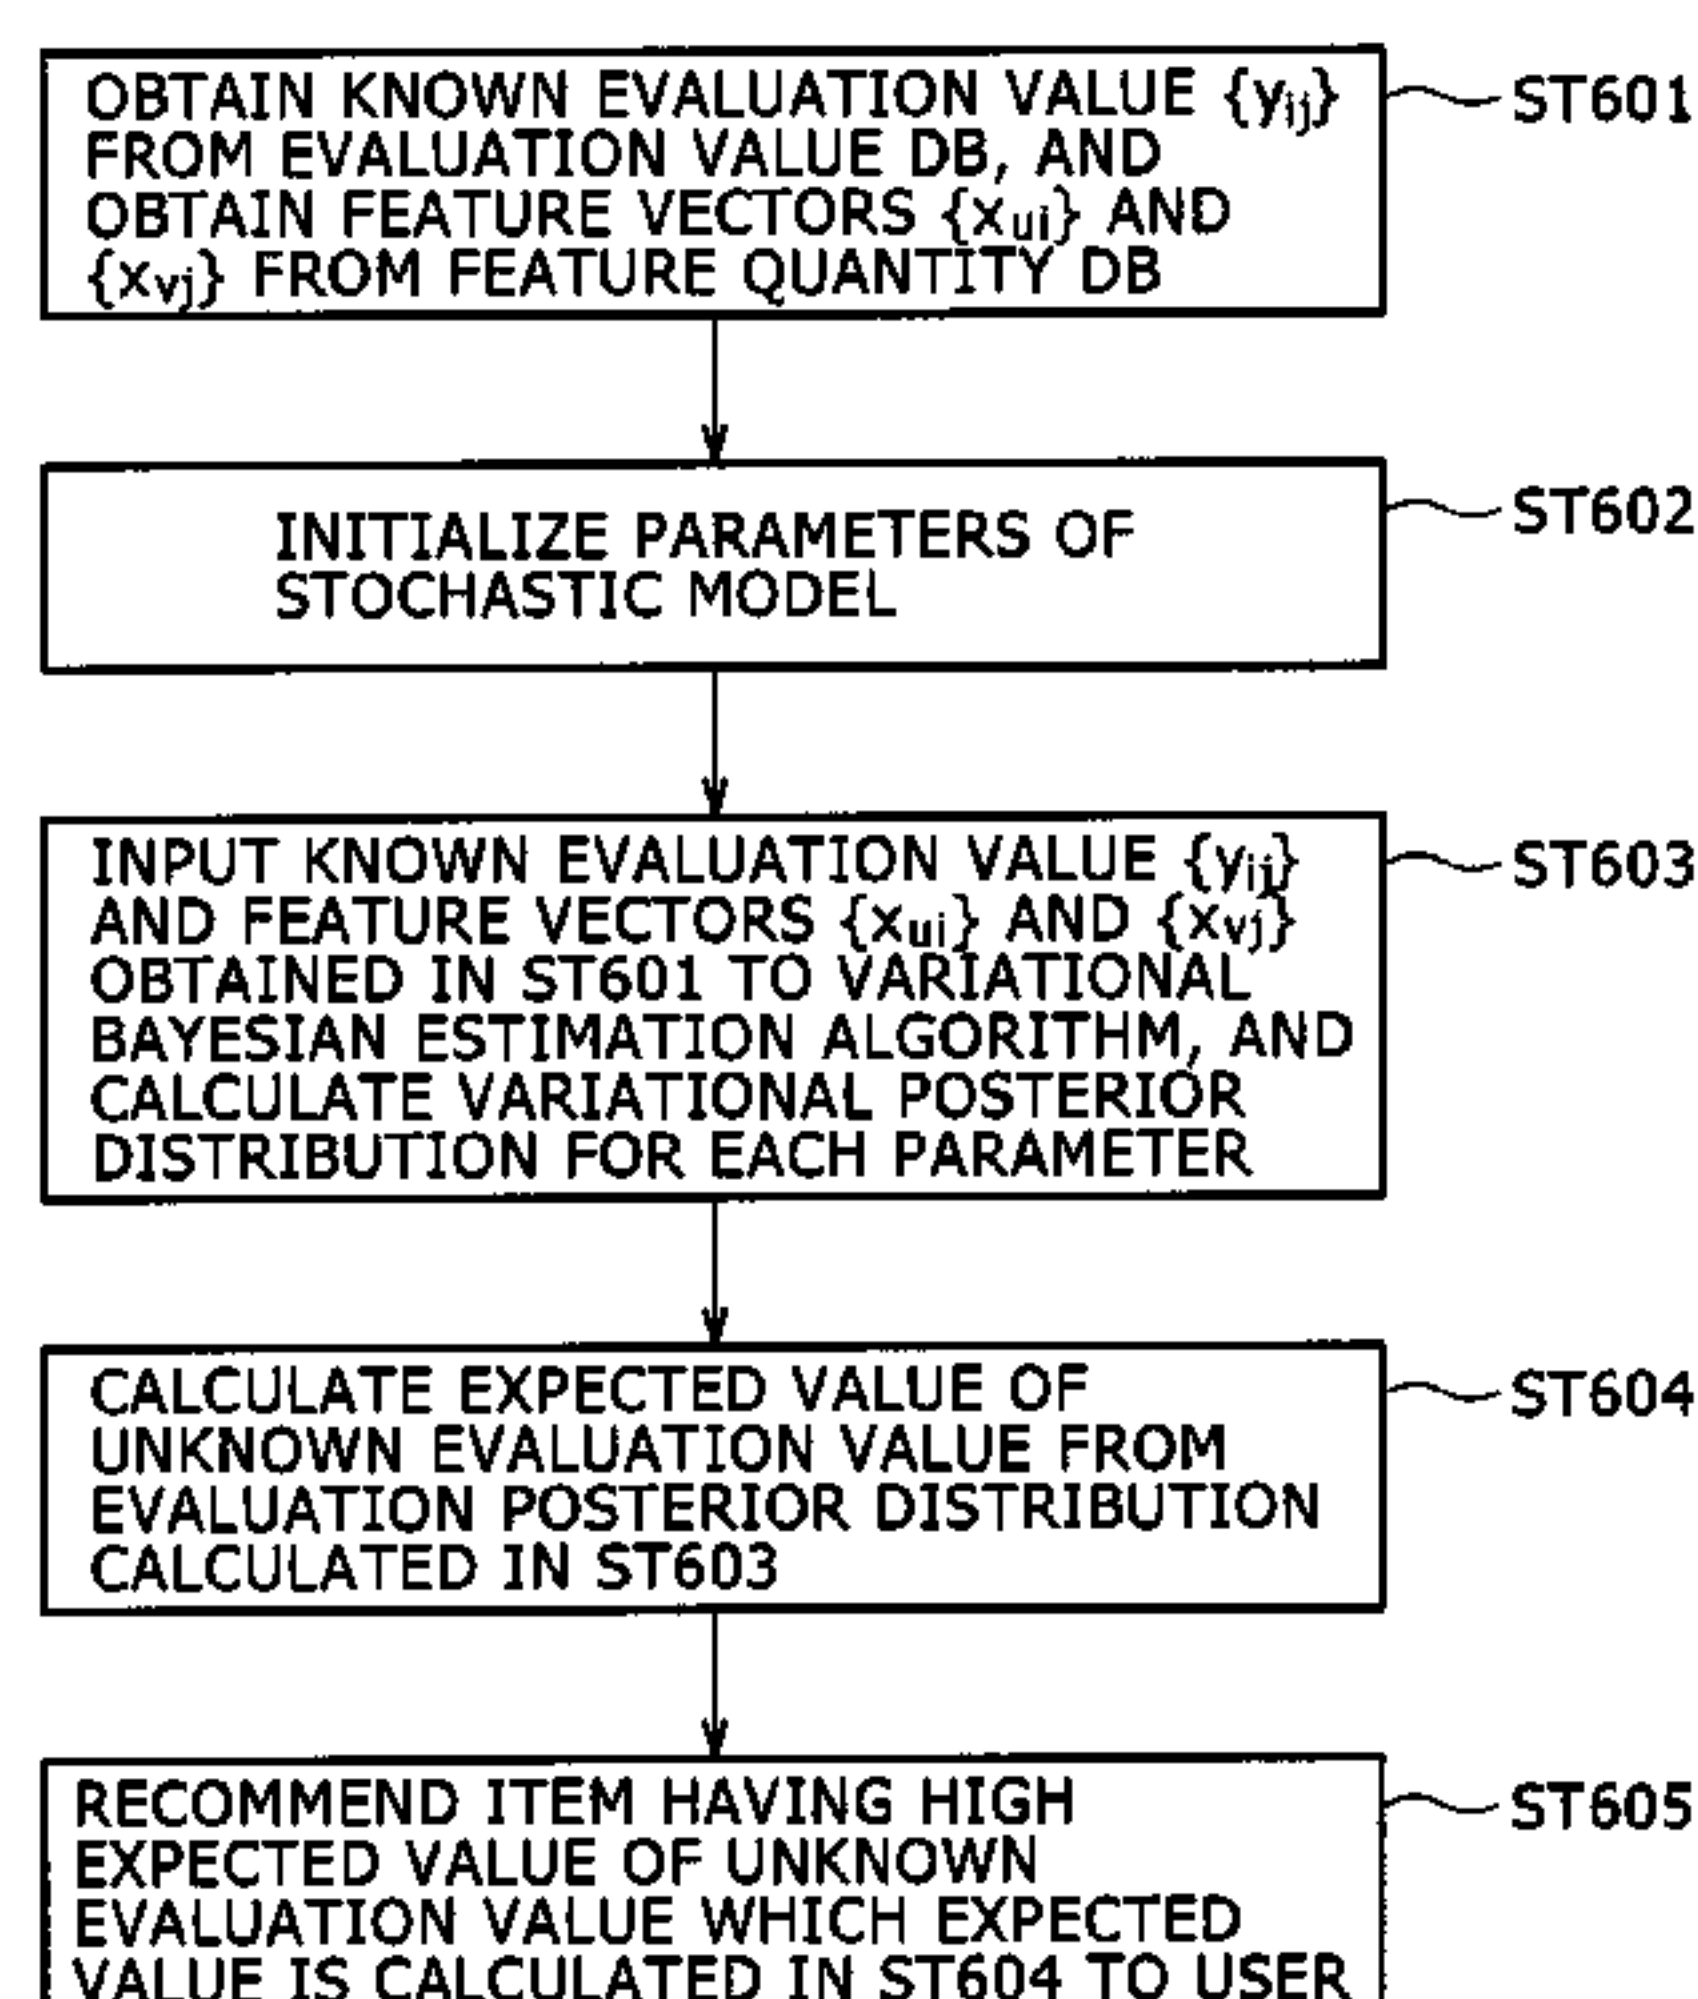 OBTAIN KNOWN EVALUATION VALUE {yij}
FROM EVALUATION VALUE DB, AND
OBTAIN FEATURE VECTORS {xui} AND
{xvj} FROM FEATURE QUANTITY DB
ST601
INITIALIZE PARAMETERS OF
STOCHASTIC MODEL
ST602
INPUT KNOWN EVALUATION VALUE {yij}
AND FEATURE VECTORS {xui} AND {xvj}
OBTAINED IN ST601 TO VARIATIONAL
BAYESIAN ESTIMATION ALGORITHM, AND
CALCULATE VARIATIONAL POSTERIOR
DISTRIBUTION FOR EACH PARAMETER
ST603
CALCULATE EXPECTED VALUE OF
UNKNOWN EVALUATION VALUE FROM
EVALUATION POSTERIOR DISTRIBUTION
CALCULATED IN ST603
ST604
RECOMMEND ITEM HAVING HIGH
EXPECTED VALUE OF UNKNOWN
EVALUATION VALUE WHICH EXPECTED
VALUE IS CALCULATED IN ST604 TO USER
ST605